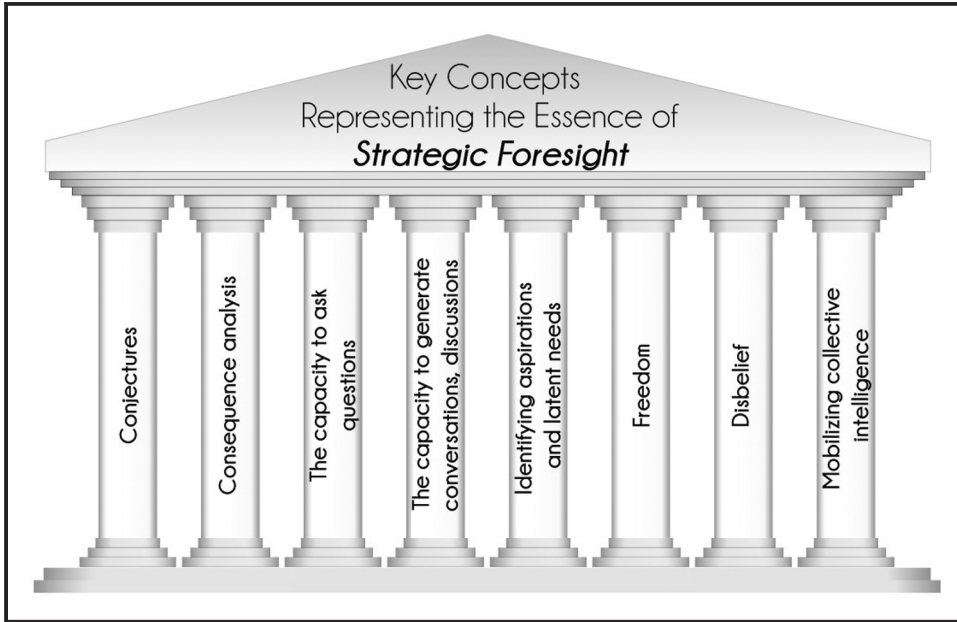 Key Concepts
Representing the Essence of
Strategic Foresight
Conjectures
Consequence analysis
The capacity to ask
questions
The capacity to generate
conversations, discussions
Identifying aspirations
and latent needs
Freedom
Disbelief
Mobilizing collective
intelligence